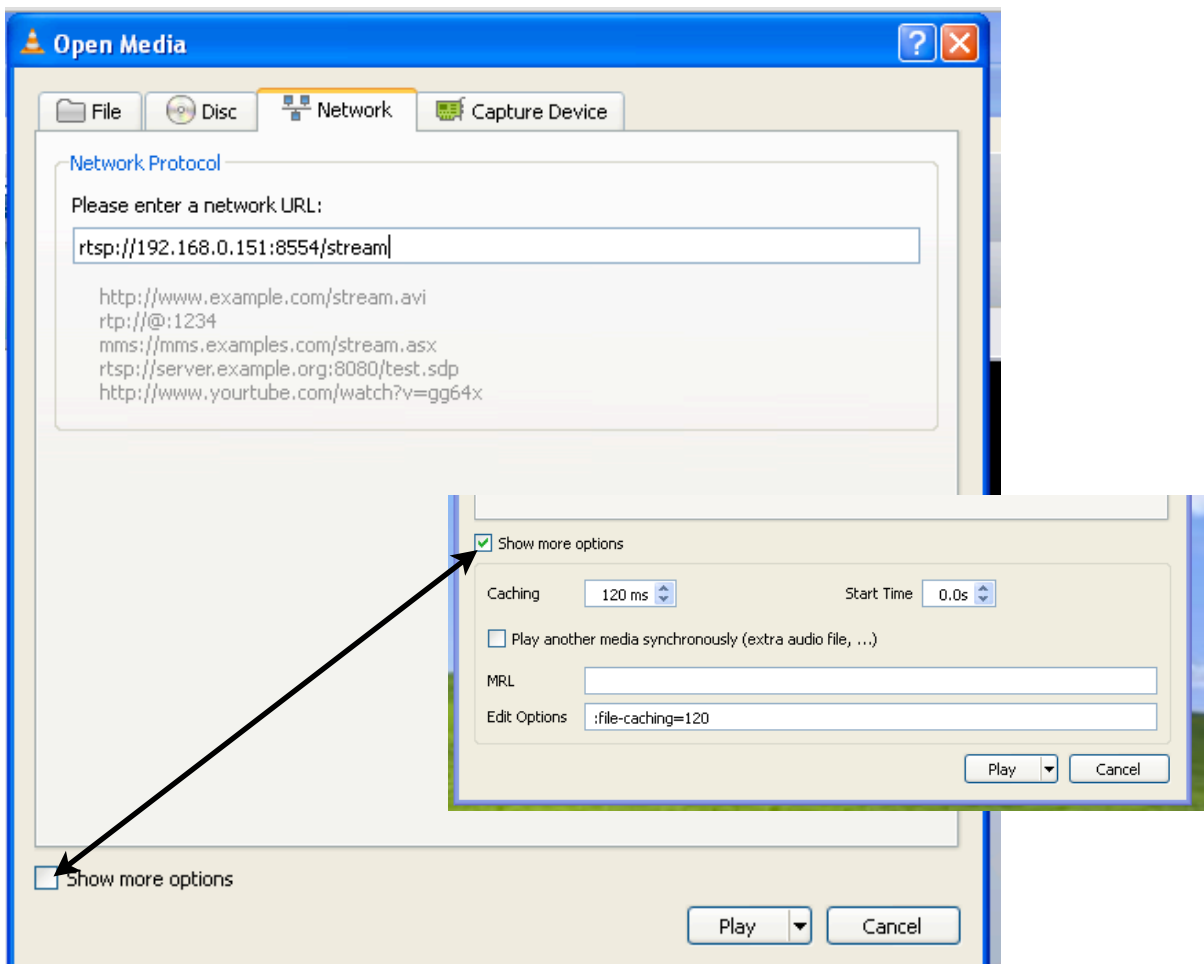 Open Media
File Disc Network Capture Device
Network Protocol
Please enter a network URL:
rtsp://192.168.0.151:8554/stream
http://www.example.com/stream.avi
rtp://@:1234
mms://mms.examples.com/stream.asx
rtsp://server.example.org:8080/test.sdp
http://www.yourtube.com/watch?v=gg64x
Show more options
Caching 120 ms Start Time 0.0s
Play another media synchronously (extra audio file, ...)
MRL
Edit Options :file-caching=120
Play Cancel
Show more options
Play Cancel